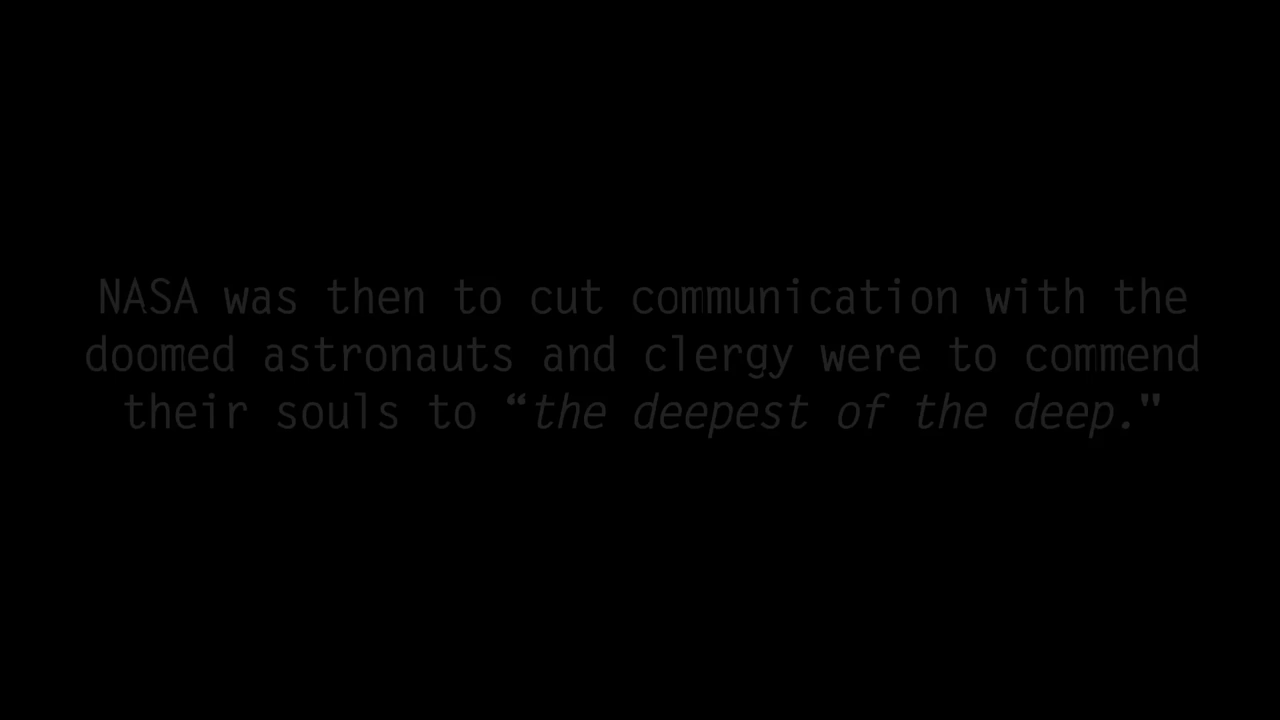 NASA was then to cut communication with the
doomed astronauts and clergy were to commend
their souls to “the deepest of the deep."